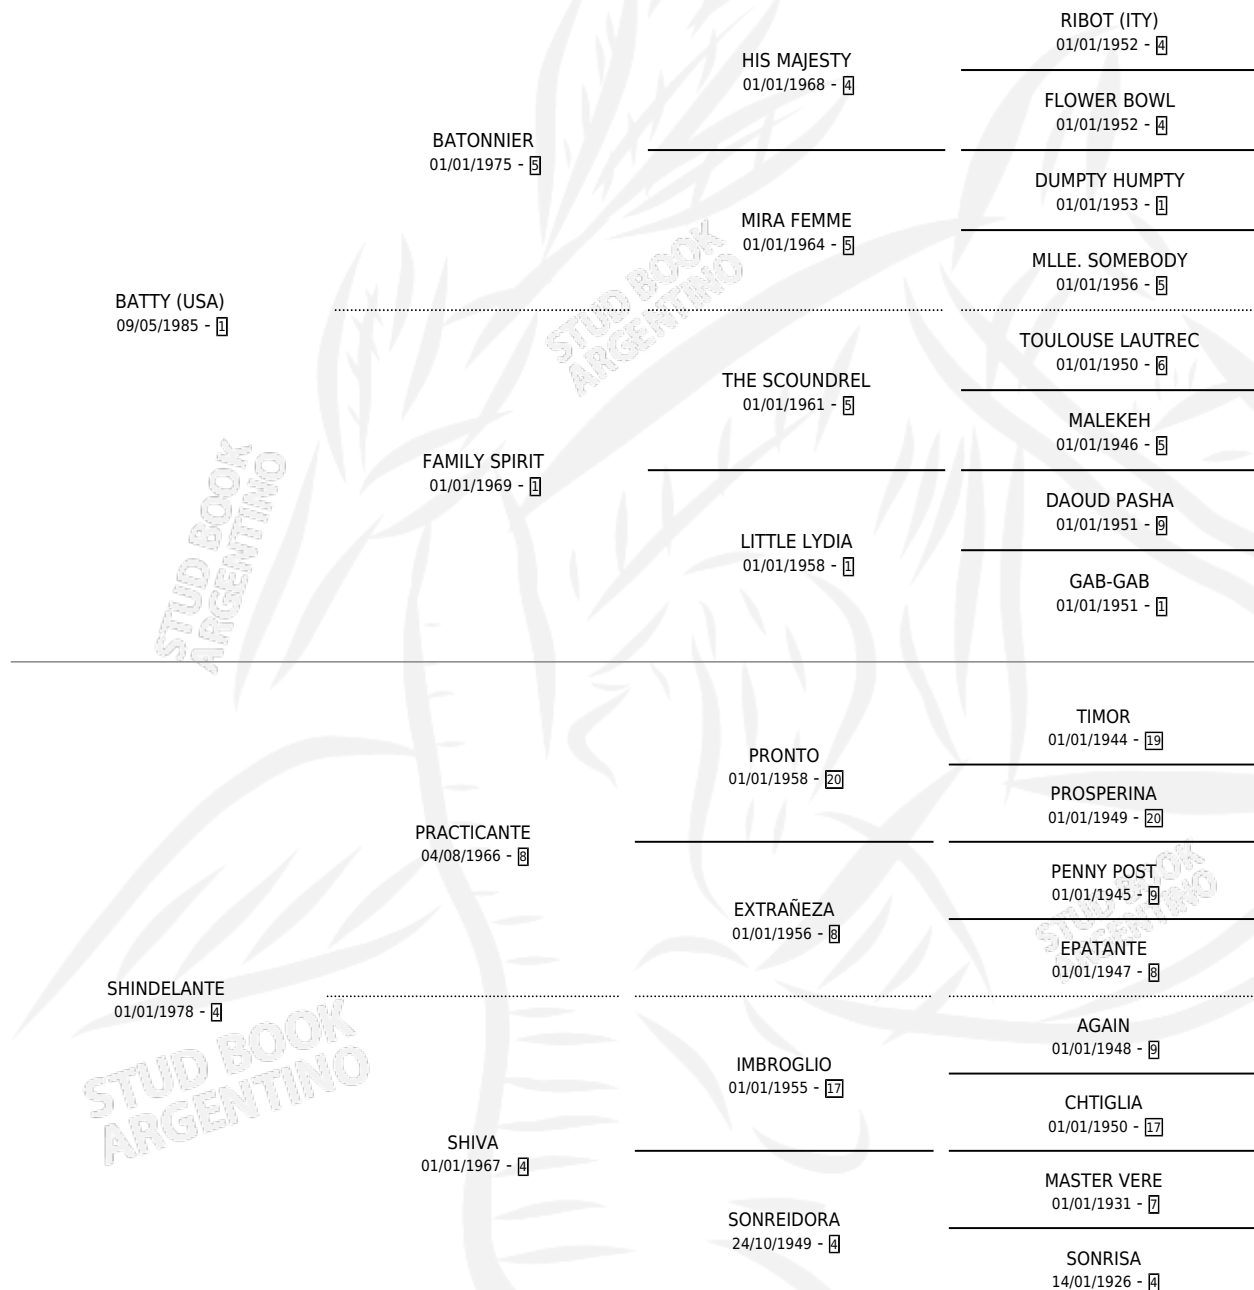 RIBOT (ITY)
01/01/1952 - 4
HIS MAJESTY
01/01/1968 - 4
FLOWER BOWL
01/01/1952 - 4
BATONNIER
01/01/1975 - 5
DUMPTY HUMPTY
01/01/1953 - 1
MIRA FEMME
01/01/1964 - 5
MLLE. SOMEBODY
01/01/1956 - 5
BATTY (USA)
09/05/1985 - 1
TOULOUSE LAUTREC
01/01/1950 - 6
THE SCOUNDREL
01/01/1961 - 5
MALEKEH
01/01/1946 - 5
FAMILY SPIRIT
01/01/1969 - 1
DAOUD PASHA
01/01/1951 - 9
LITTLE LYDIA
01/01/1958 - 1
GAB-GAB
01/01/1951 - 1
TIMOR
01/01/1944 - 19
PRONTO
01/01/1958 - 20
PROSPERINA
01/01/1949 - 20
PRACTICANTE
04/08/1966 - 8
PENNY POST
01/01/1945 - 9
EXTRAÑEZA
01/01/1956 - 8
EPATANTE
01/01/1947 - 8
SHINDELANTE
01/01/1978 - 4
AGAIN
01/01/1948 - 9
IMBROGLIO
01/01/1955 - 17
CHTIGLIA
01/01/1950 - 17
SHIVA
01/01/1967 - 4
MASTER VERE
01/01/1931 - 7
SONREIDORA
24/10/1949 - 4
SONRISA
14/01/1926 - 4
STUD BOOK
ARGENTINO
STUD BOOK
ARGENTINO
STUD BOOK
ARGENTINO
STUD BOOK
ARGENTINO